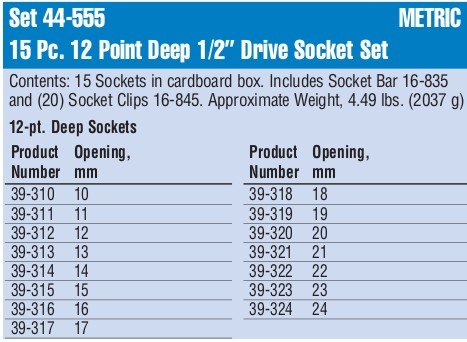 Set 44-555 METRIC
15 Pc. 12 Point Deep 1/2" Drive Socket Set
Contents: 15 Sockets in cardboard box. Includes Socket Bar 16-835
and (20) Socket Clips 16-845. Approximate Weight, 4.49 lbs. (2037 g)
12-pt. Deep Sockets
Product Opening,
Number mm
39-310 10
39-311 11
39-312 12
39-313 13
39-314 14
39-315 15
39-316 16
39-317 17
Product Opening,
Number mm
39-318 18
39-319 19
39-320 20
39-321 21
39-322 22
39-323 23
39-324 24